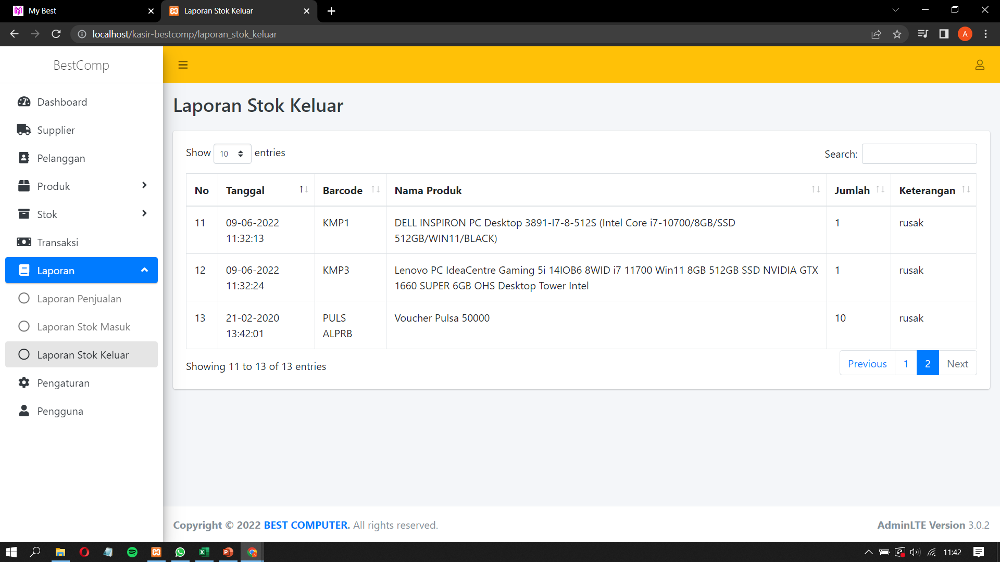 My Best
Laporan Stok Keluar
localhost/kasir-bestcomp/laporan_stok_keluar
A
BestComp
Dashboard
Supplier
Pelanggan
Produk
Stok
Transaksi
Laporan
Laporan Penjualan
Laporan Stok Masuk
Laporan Stok Keluar
Pengaturan
Pengguna
Laporan Stok Keluar
Show 10 entries
Search:
No Tanggal Barcode Nama Produk Jumlah Keterangan
11 09-06-2022 KMP1 DELL INSPIRON PC Desktop 3891-I7-8-512S (Intel Core i7-10700/8GB/SSD 1 rusak
11:32:13 512GB/WIN11/BLACK)
12 09-06-2022 KMP3 Lenovo PC IdeaCentre Gaming 5i 14IOB6 8WID i7 11700 Win11 8GB 512GB SSD NVIDIA GTX 1 rusak
11:32:24 1660 SUPER 6GB OHS Desktop Tower Intel
13 21-02-2020 PULS Voucher Pulsa 50000 10 rusak
13:42:01 ALPRB
Showing 11 to 13 of 13 entries
Previous 1 2 Next
Copyright © 2022 BEST COMPUTER. All rights reserved.
AdminLTE Version 3.0.2
11:42